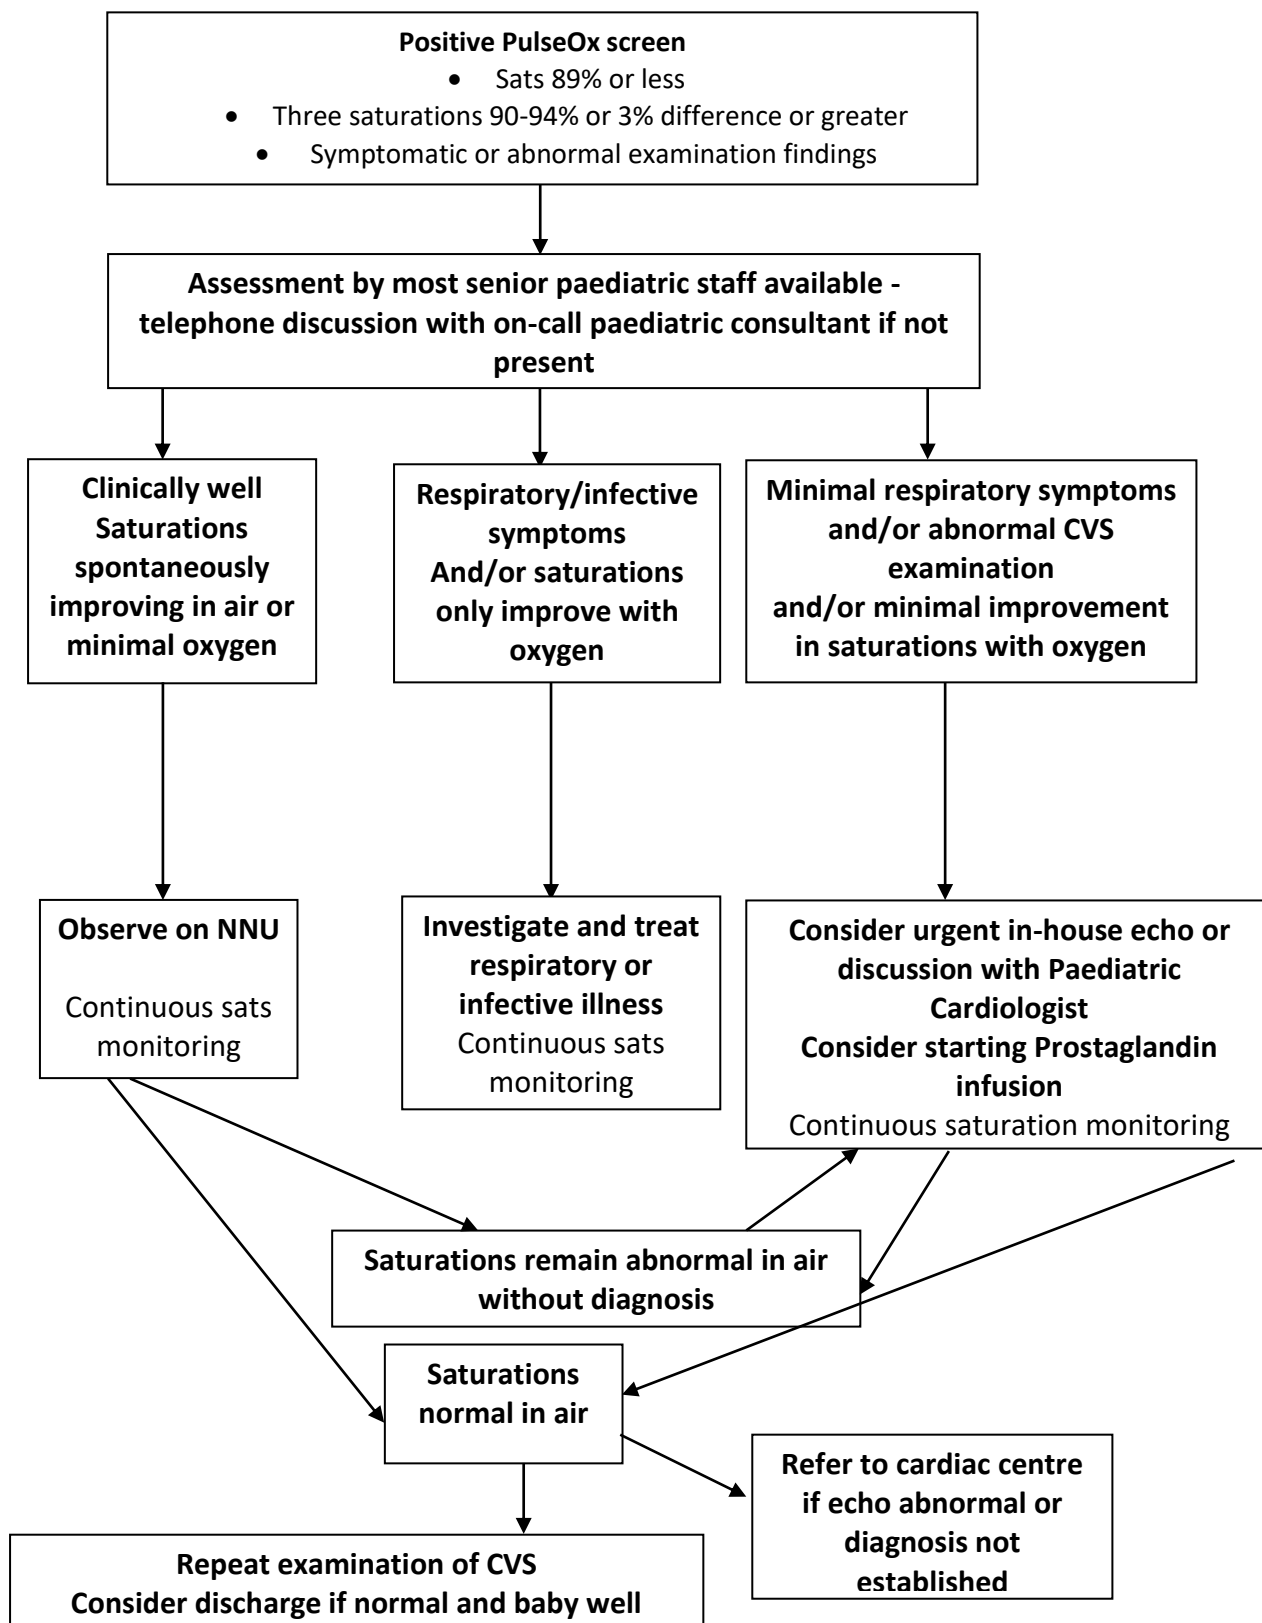 Positive PulseOx screen
• Sats 89% or less
• Three saturations 90-94% or 3% difference or greater
• Symptomatic or abnormal examination findings
Assessment by most senior paediatric staff available -
telephone discussion with on-call paediatric consultant if not
present
Clinically well
Saturations
spontaneously
improving in air or
minimal oxygen
Respiratory/infective
symptoms
And/or saturations
only improve with
oxygen
Minimal respiratory symptoms
and/or abnormal CVS
examination
and/or minimal improvement
in saturations with oxygen
Observe on NNU
Continuous sats
monitoring
Investigate and treat
respiratory or
infective illness
Continuous sats
monitoring
Consider urgent in-house echo or
discussion with Paediatric
Cardiologist
Consider starting Prostaglandin
infusion
Continuous saturation monitoring
Saturations remain abnormal in air
without diagnosis
Saturations
normal in air
Refer to cardiac centre
if echo abnormal or
diagnosis not
established
Repeat examination of CVS
Consider discharge if normal and baby well